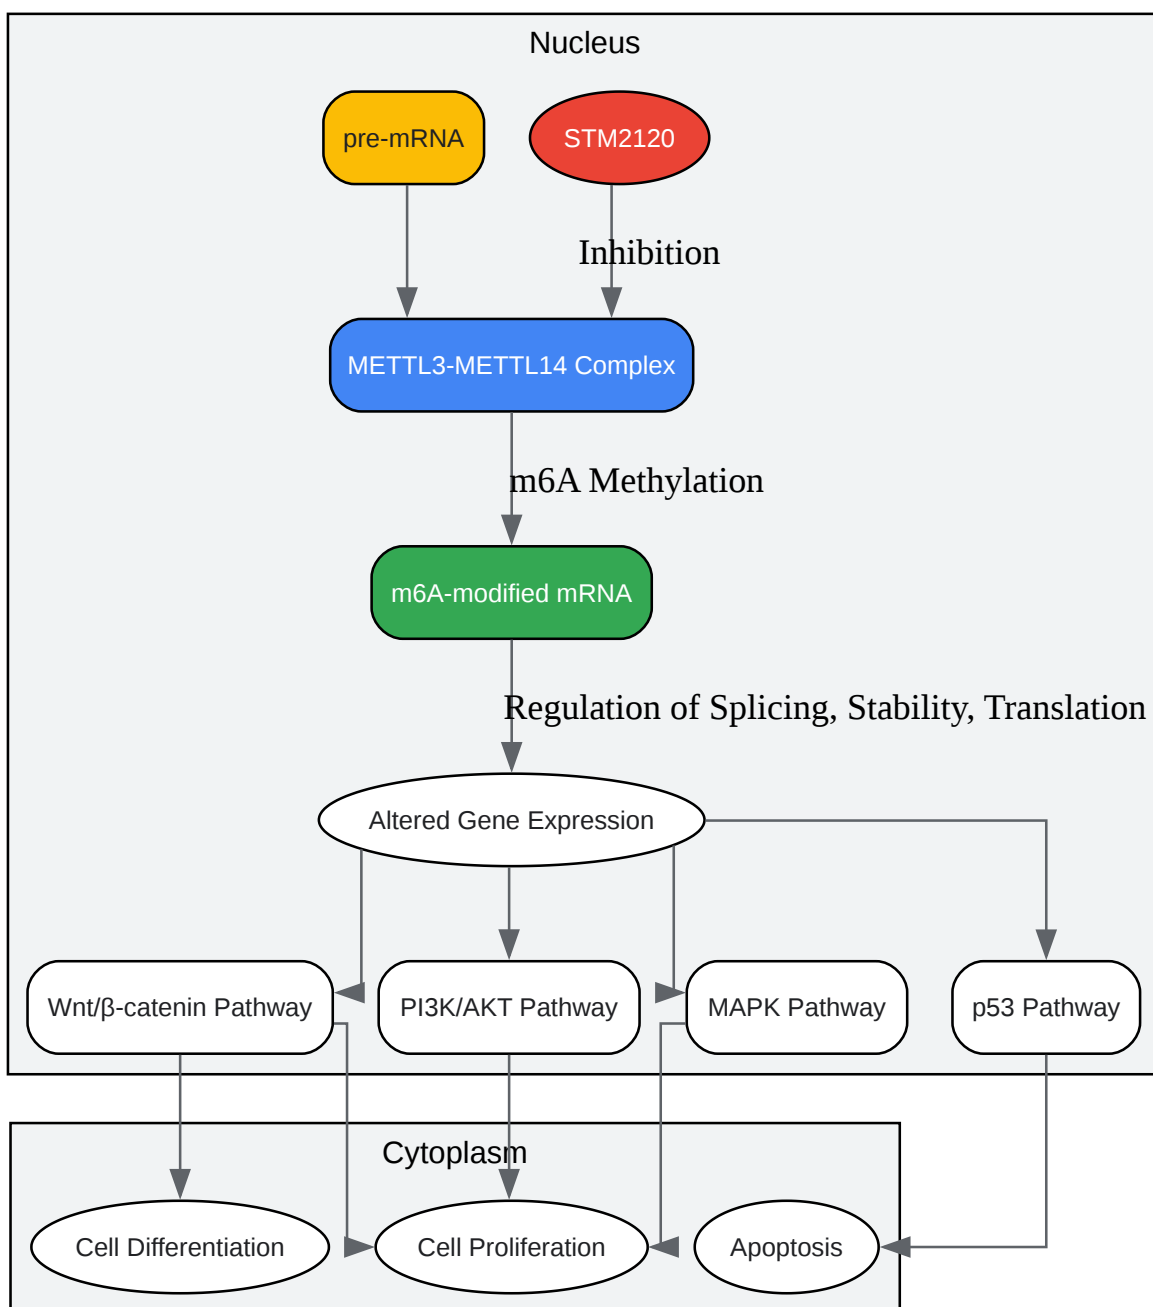 Nucleus
pre-mRNA
STM2120
Inhibition
METTL3-METTL14 Complex
m6A Methylation
m6A-modified mRNA
Regulation of Splicing, Stability, Translation
Altered Gene Expression
Wnt/β-catenin Pathway
PI3K/AKT Pathway
MAPK Pathway
p53 Pathway
Cytoplasm
Cell Differentiation
Cell Proliferation
Apoptosis